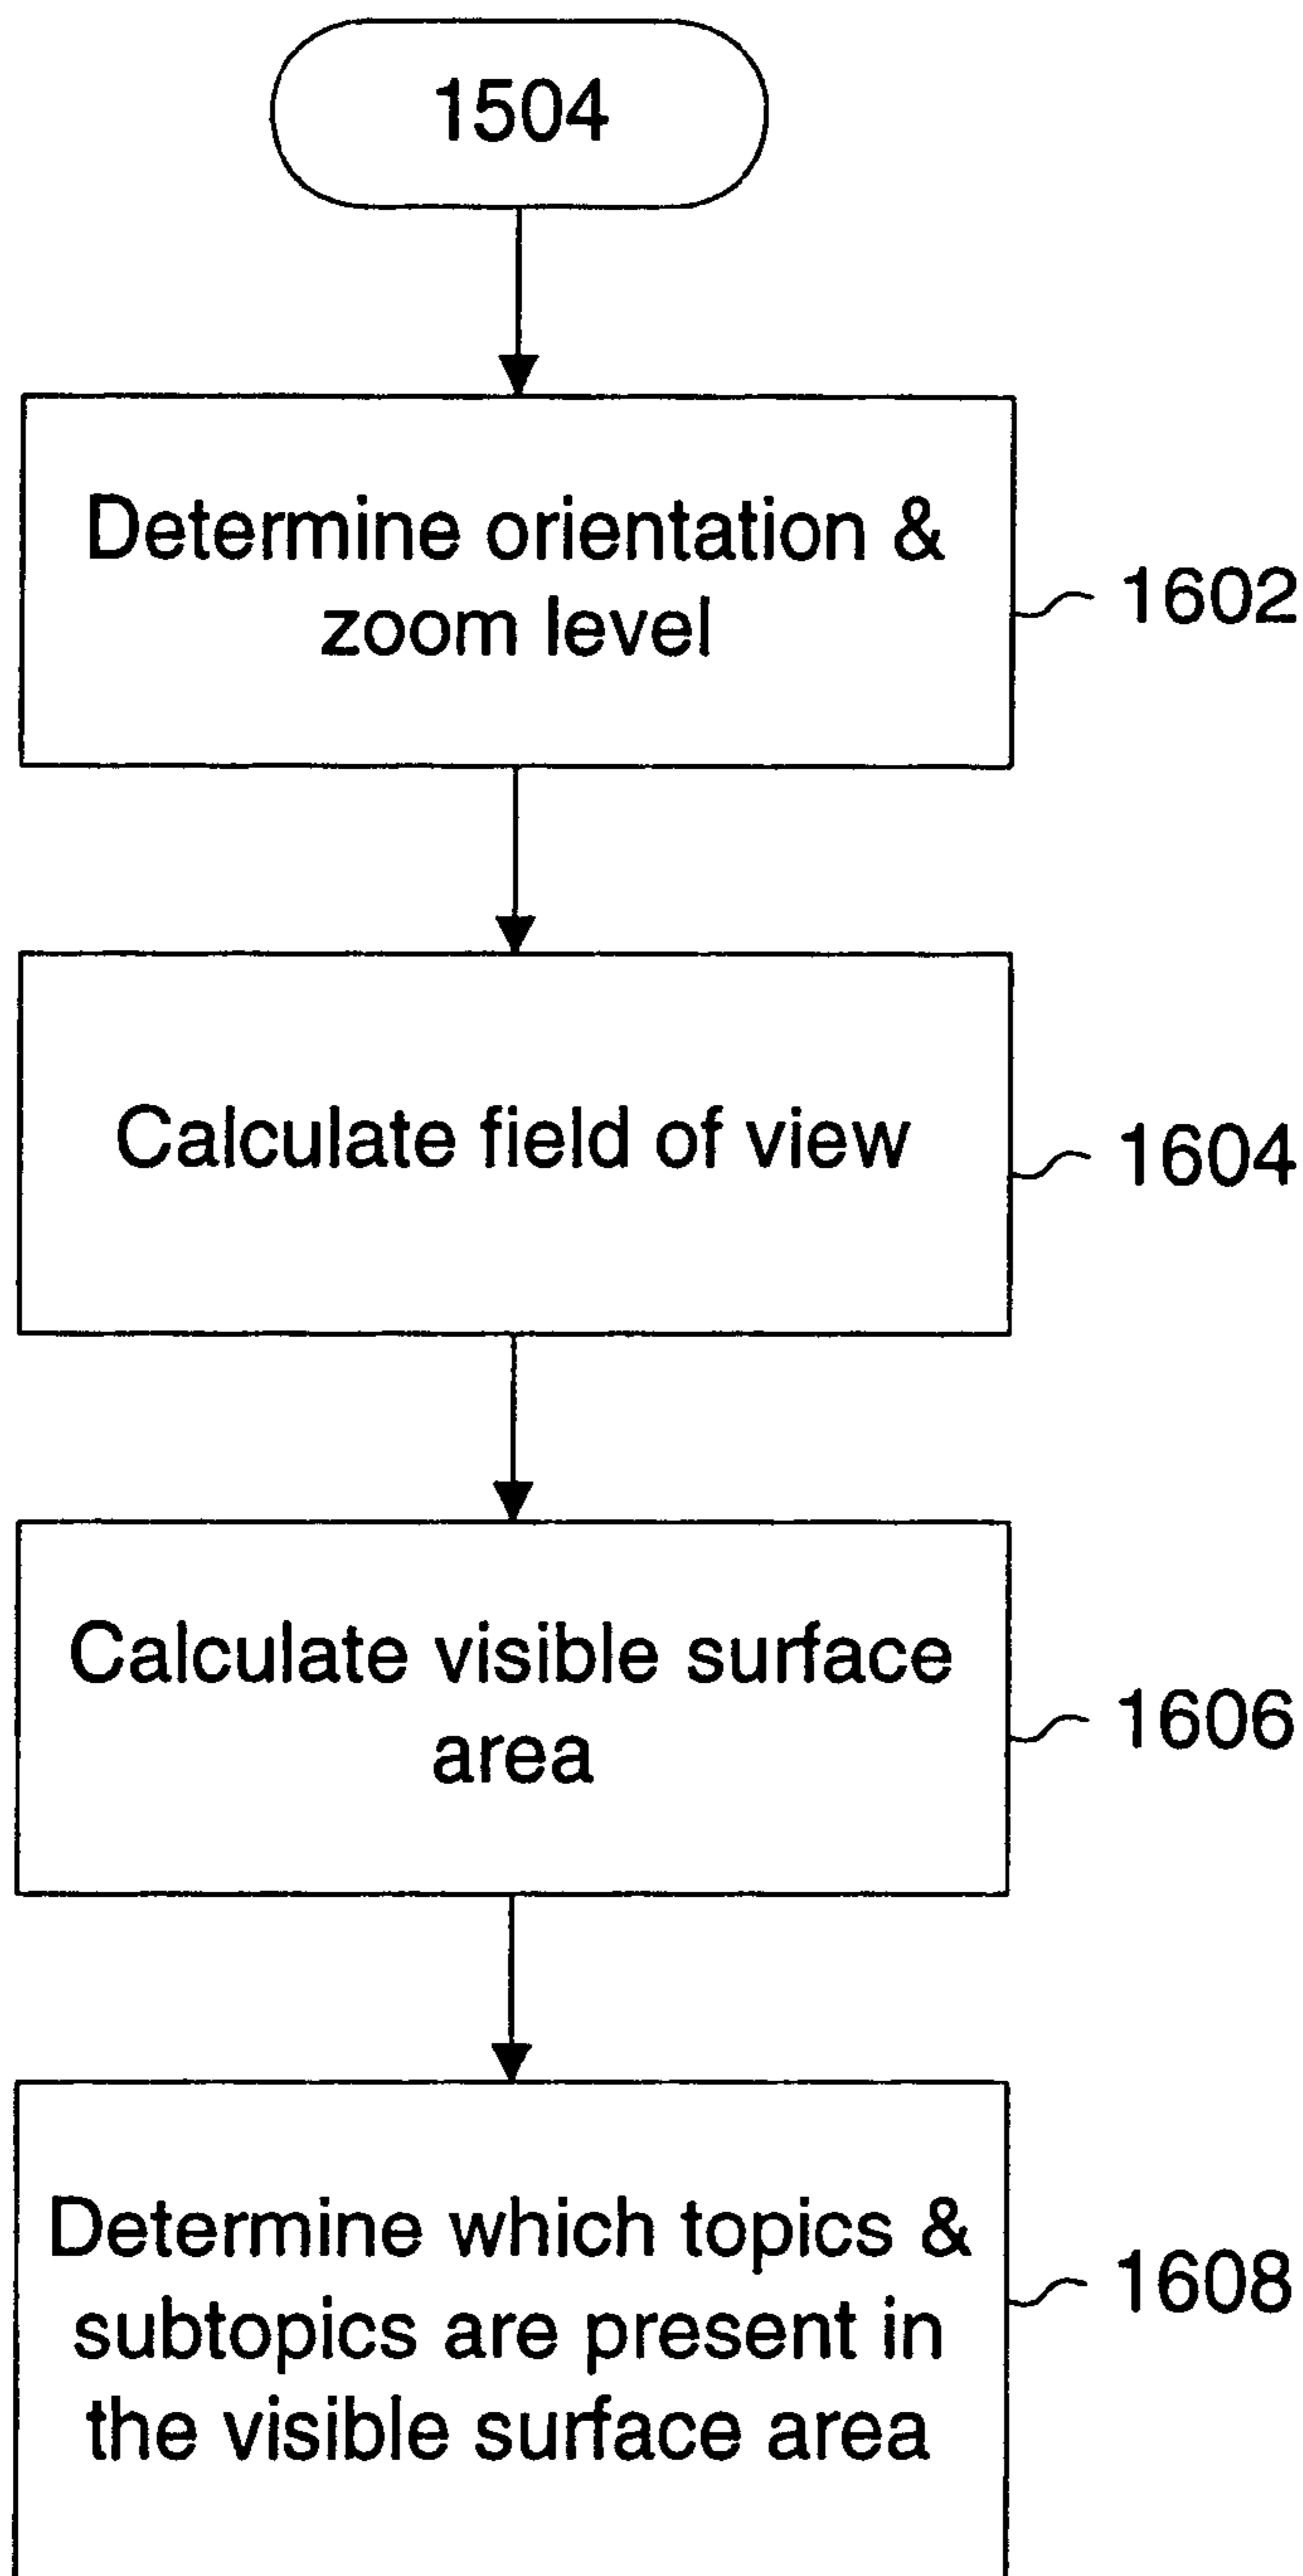 1504
Determine orientation &
zoom level
1602
Calculate field of view
1604
Calculate visible surface
area
1606
Determine which topics &
subtopics are present in
the visible surface area
1608